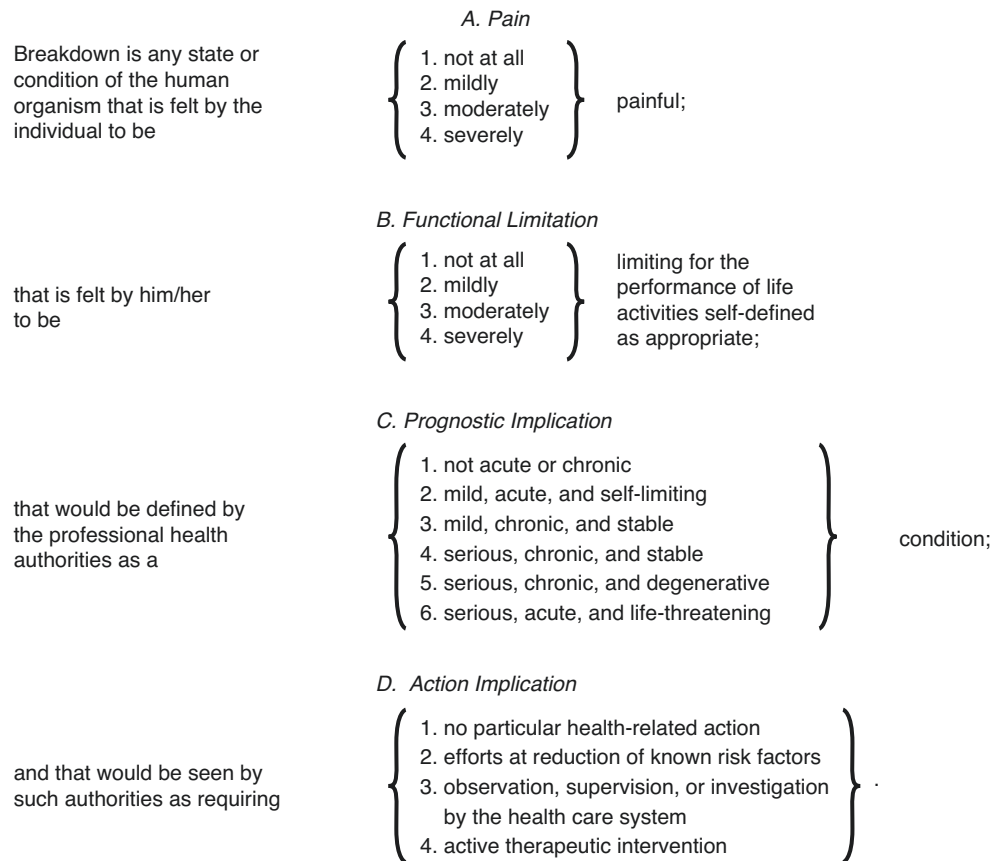 A. Pain
Breakdown is any state or
condition of the human
organism that is felt by the
individual to be
1. not at all
2. mildly
3. moderately
4. severely
painful;
B. Functional Limitation
that is felt by him/her
to be
1. not at all
2. mildly
3. moderately
4. severely
limiting for the
performance of life
activities self-defined
as appropriate;
C. Prognostic Implication
that would be defined by
the professional health
authorities as a
1. not acute or chronic
2. mild, acute, and self-limiting
3. mild, chronic, and stable
4. serious, chronic, and stable
5. serious, chronic, and degenerative
6. serious, acute, and life-threatening
condition;
D. Action Implication
and that would be seen by
such authorities as requiring
1. no particular health-related action
2. efforts at reduction of known risk factors
3. observation, supervision, or investigation
by the health care system
4. active therapeutic intervention
.